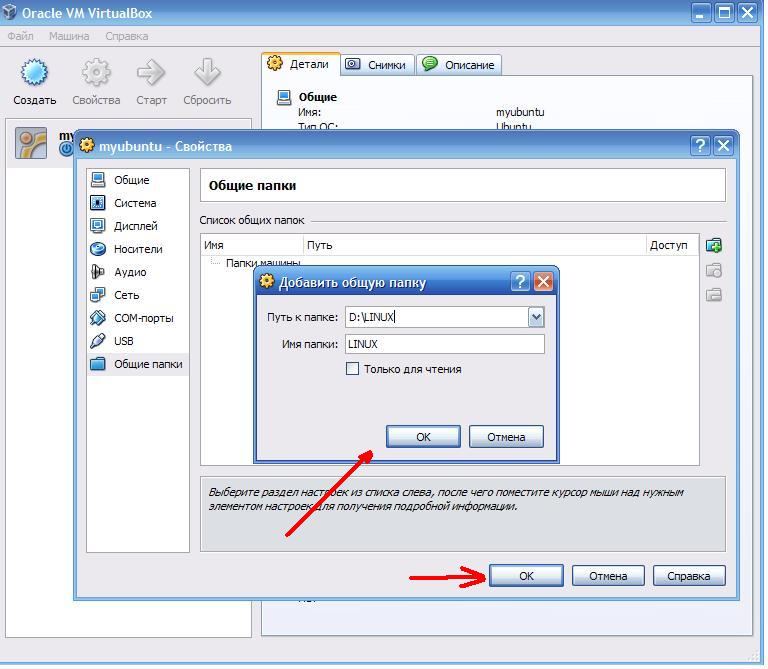 Oracle VM VirtualBox
Файл Машина Справка
Создать Свойства Старт Сбросить
Детали Снимки Описание
Общие
Имя: myubuntu
Тип ОС: Ubuntu
my
myubuntu - Свойства
Общие
Система
Дисплей
Носители
Аудио
Сеть
COM-порты
USB
Общие папки
Общие папки
Список общих папок
Имя Путь Доступ
Папки машины
Добавить общую папку
Путь к папке: D:\LINUX
Имя папки: LINUX
Только для чтения
OK Отмена
Выберите раздел настроек из списка слева, после чего поместите курсор мыши над нужным
элементом настроек для получения подробной информации.
OK Отмена Справка